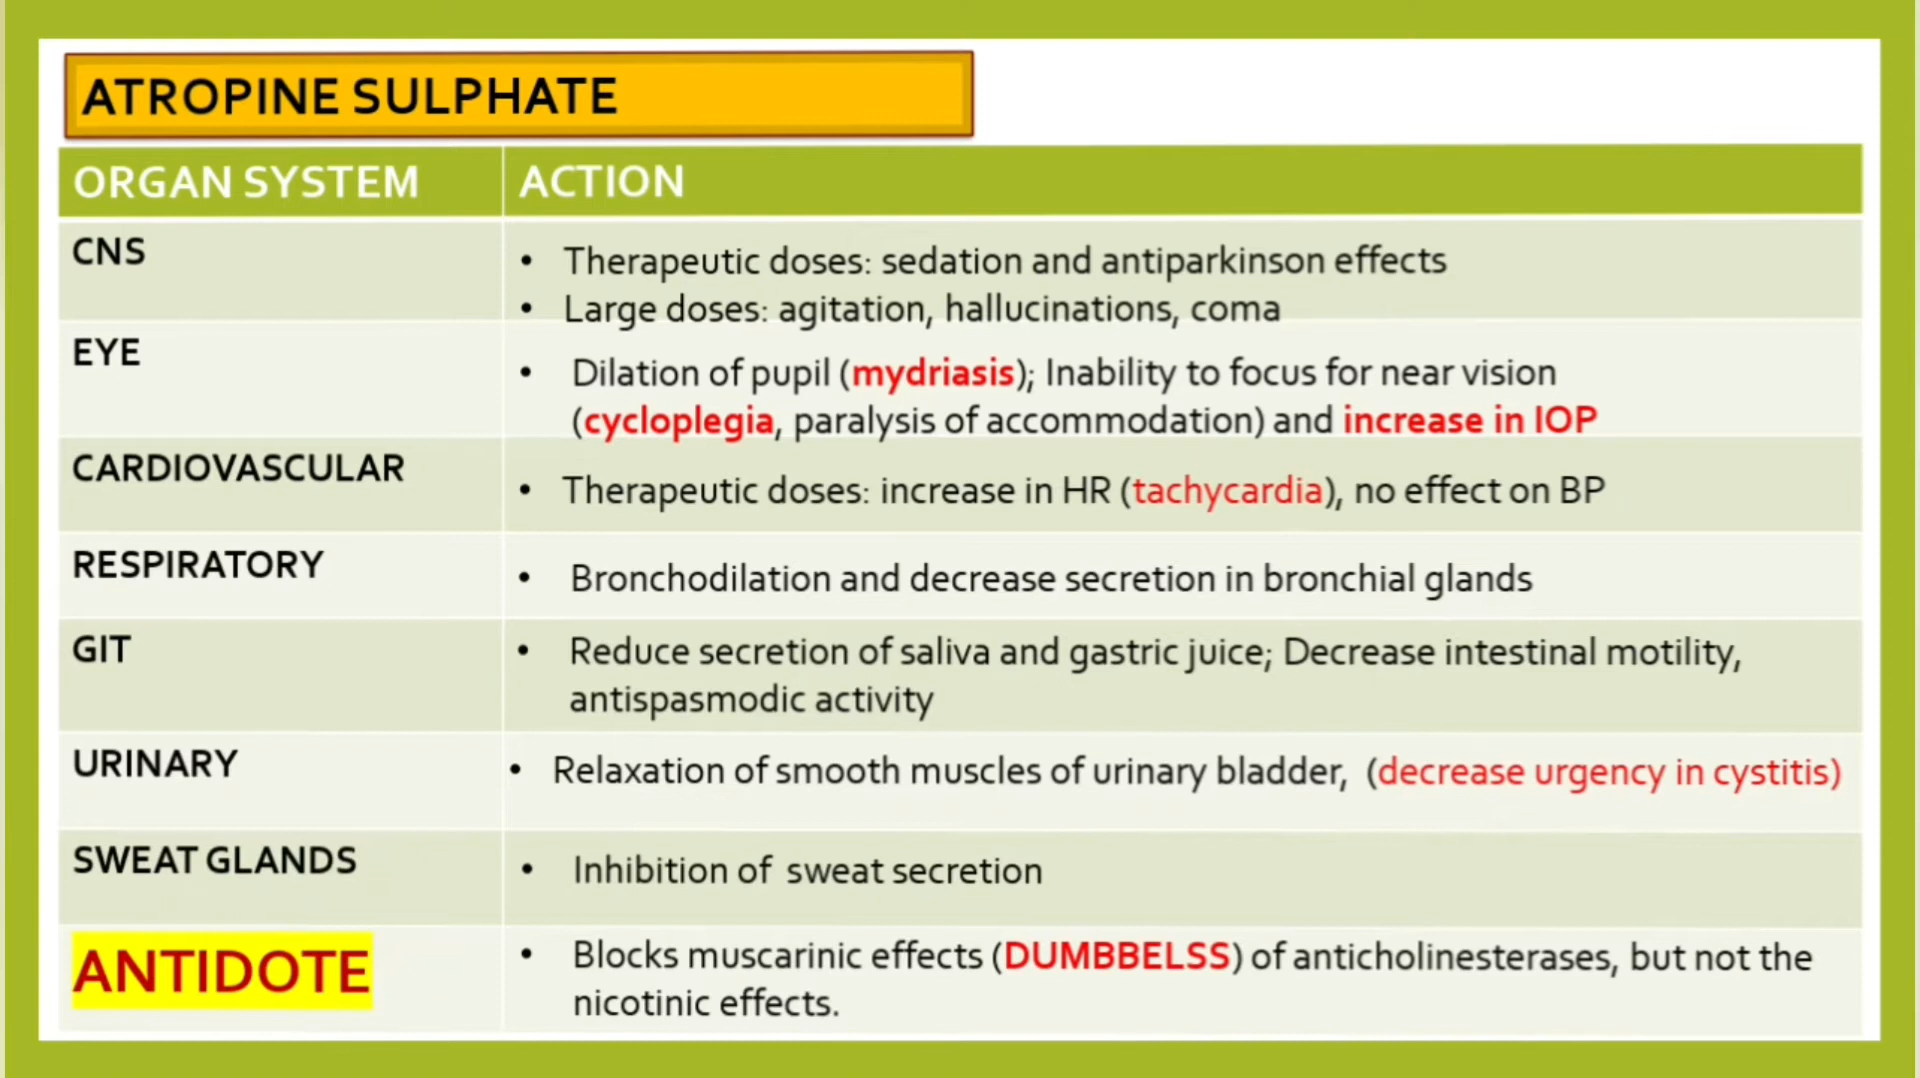 ATROPINE SULPHATE
ORGAN SYSTEM
ACTION
CNS
• Therapeutic doses: sedation and antiparkinson effects
• Large doses: agitation, hallucinations, coma
EYE
• Dilation of pupil (mydriasis); Inability to focus for near vision
(cycloplegia, paralysis of accommodation) and increase in IOP
CARDIOVASCULAR
• Therapeutic doses: increase in HR (tachycardia), no effect on BP
RESPIRATORY
• Bronchodilation and decrease secretion in bronchial glands
GIT
• Reduce secretion of saliva and gastric juice; Decrease intestinal motility,
antispasmodic activity
URINARY
• Relaxation of smooth muscles of urinary bladder, (decrease urgency in cystitis)
SWEAT GLANDS
• Inhibition of sweat secretion
ANTIDOTE
• Blocks muscarinic effects (DUMBBELSS) of anticholinesterases, but not the
nicotinic effects.